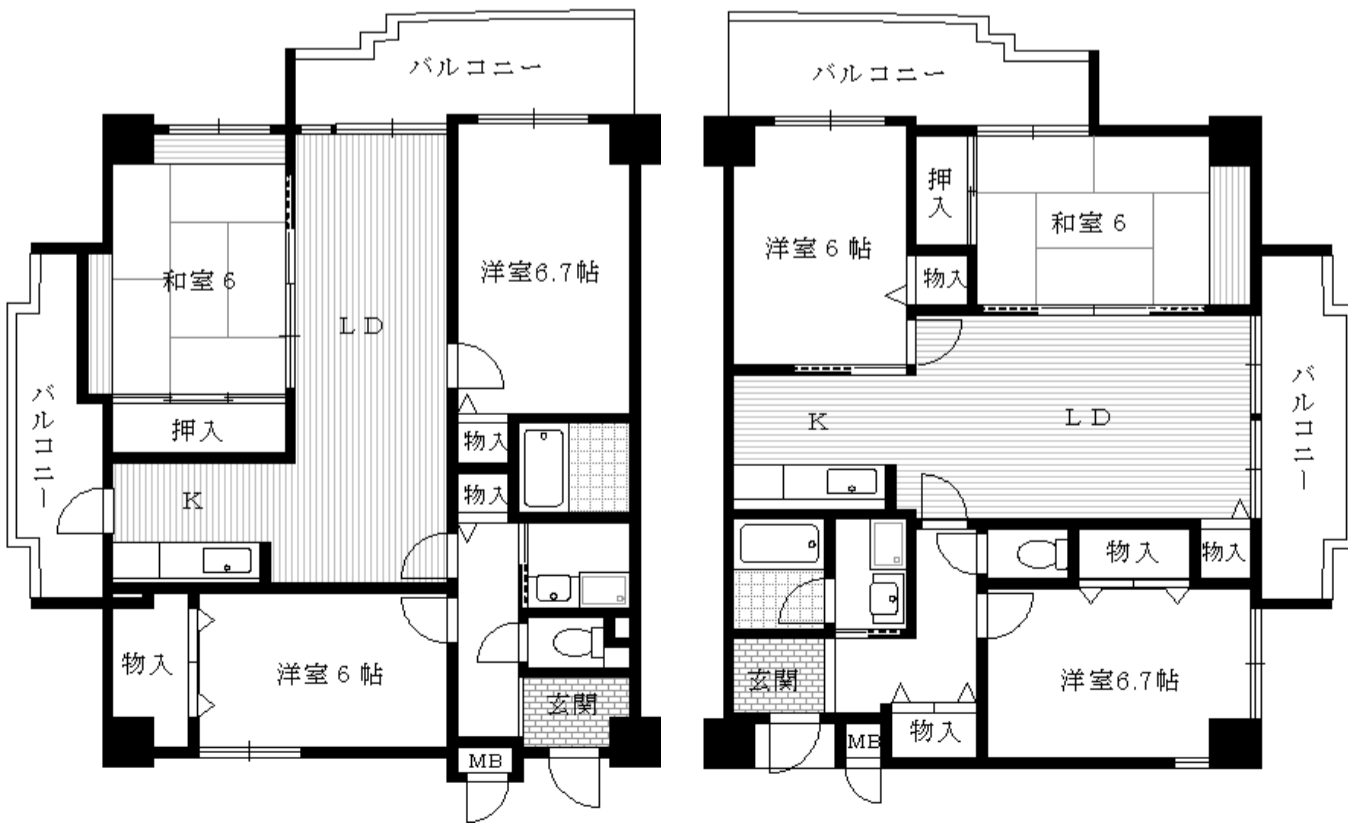 バルコニー
和室 6
洋室6.7帖
LD
バルコニー
押入
物入
物入
K
物入
洋室 6 帖
玄関
MB
バルコニー
押入
和室 6
洋室 6 帖
物入
バルコニー
K
LD
物入
物入
玄関
洋室6.7帖
物入
MB